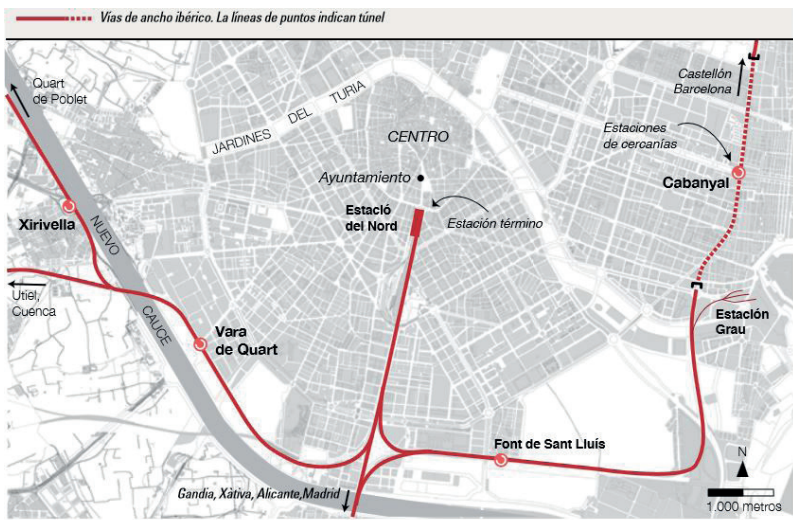 Vías de ancho ibérico. La líneas de puntos indican túnel
Quart
de Poblet
JARDINES DEL TURIA
CENTRO
Ayuntamiento
Castellón
Barcelona
Estaciones
de cercanías
Cabanyal
Estació
del Nord
Estación término
Xirivella
NUEVO
CAUCE
Utiel,
Cuenca
Vara
de Quart
Estación
Grau
Font de Sant Lluís
Gandia, Xàtiva, Alicante,Madrid
N
1.000 metros